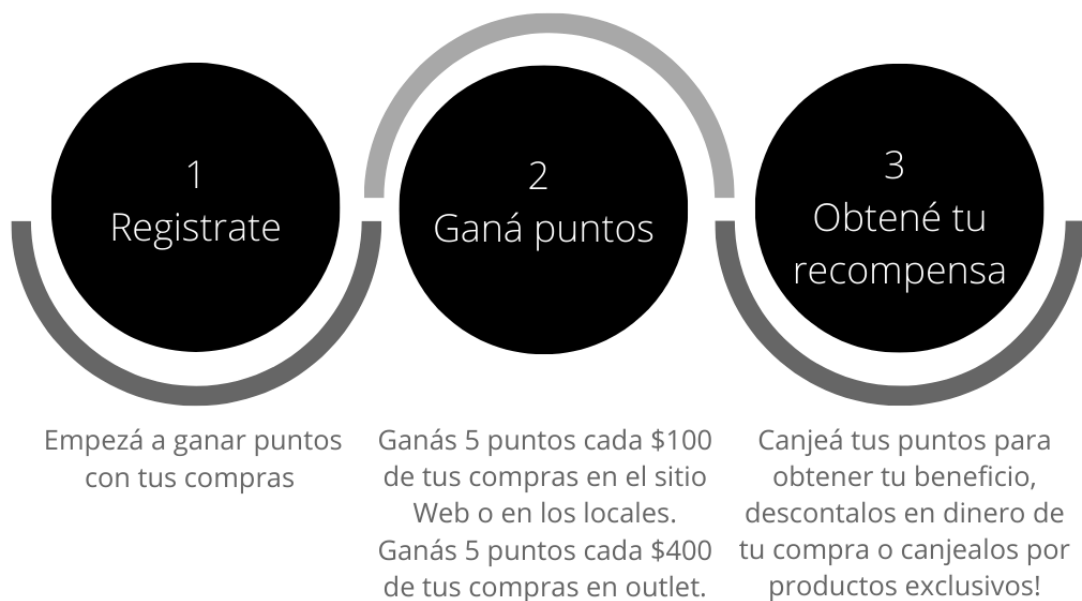 1
Registrate
2
Ganá puntos
3
Obtené tu
recompensa
Empezá a ganar puntos
con tus compras
Ganás 5 puntos cada $100
de tus compras en el sitio
Web o en los locales.
Ganás 5 puntos cada $400
de tus compras en outlet.
Canjeá tus puntos para
obtener tu beneficio,
descontalos en dinero de
tu compra o canjealos por
productos exclusivos!